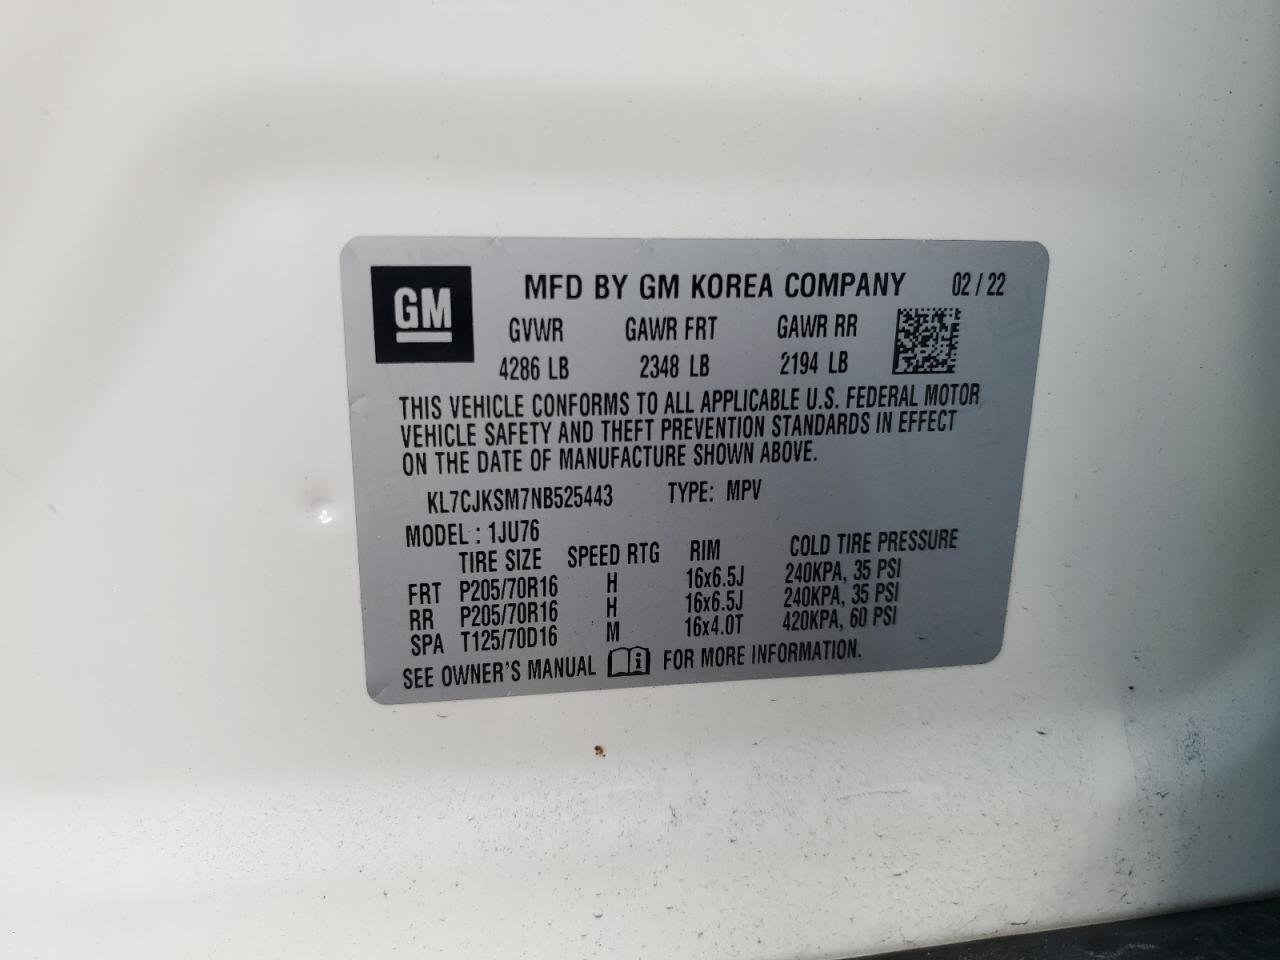 GM
MFD BY GM KOREA COMPANY 02 / 22
GVWR GAWR FRT GAWR RR
4286 LB 2348 LB 2194 LB
THIS VEHICLE CONFORMS TO ALL APPLICABLE U.S. FEDERAL MOTOR
VEHICLE SAFETY AND THEFT PREVENTION STANDARDS IN EFFECT
ON THE DATE OF MANUFACTURE SHOWN ABOVE.
KL7CJKSM7NB525443 TYPE: MPV
MODEL : 1JU76
TIRE SIZE SPEED RTG RIM COLD TIRE PRESSURE
FRT P205/70R16 H 16x6.5J 240KPA, 35 PSI
RR P205/70R16 H 16x6.5J 240KPA, 35 PSI
SPA T125/70D16 M 16x4.0T 420KPA, 60 PSI
SEE OWNER'S MANUAL i FOR MORE INFORMATION.